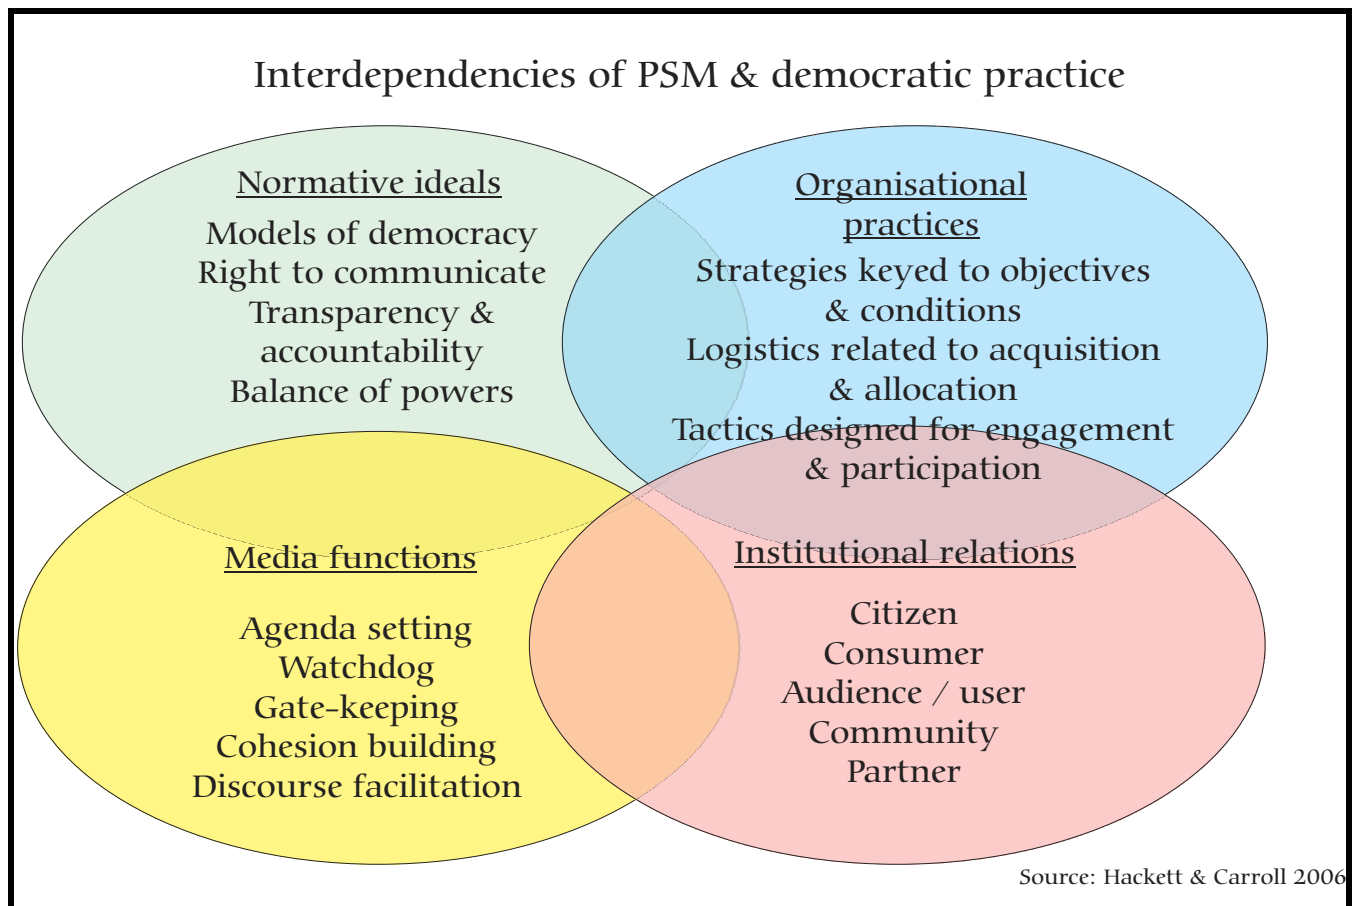 Interdependencies of PSM & democratic practice
Normative ideals
Models of democracy
Right to communicate
Transparency &
accountability
Balance of powers
Organisational
practices
Strategies keyed to objectives
& conditions
Logistics related to acquisition
& allocation
Tactics designed for engagement
& participation
Media functions
Agenda setting
Watchdog
Gate-keeping
Cohesion building
Discourse facilitation
Institutional relations
Citizen
Consumer
Audience / user
Community
Partner
Source: Hackett & Carroll 2006